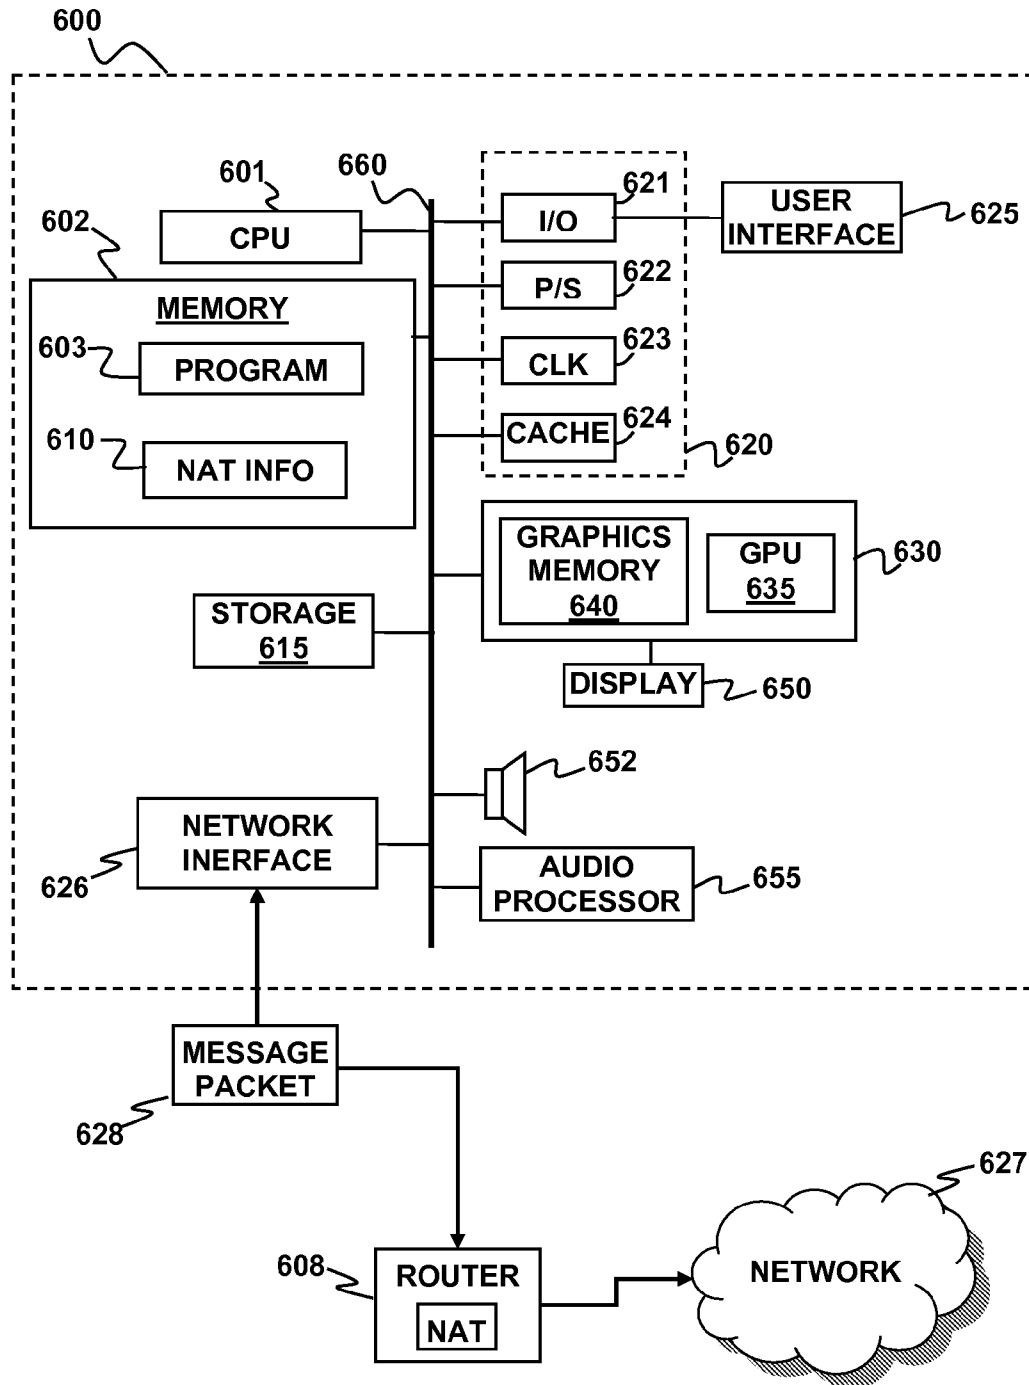 600
601
660
621
CPU
I/O
USER
INTERFACE
625
602
P/S
622
MEMORY
603
PROGRAM
CLK
623
610
NAT INFO
CACHE
624
620
GRAPHICS
MEMORY
640
GPU
635
630
STORAGE
615
DISPLAY
650
652
NETWORK
INERFACE
626
AUDIO
PROCESSOR
655
MESSAGE
PACKET
628
627
608
ROUTER
NAT
NETWORK